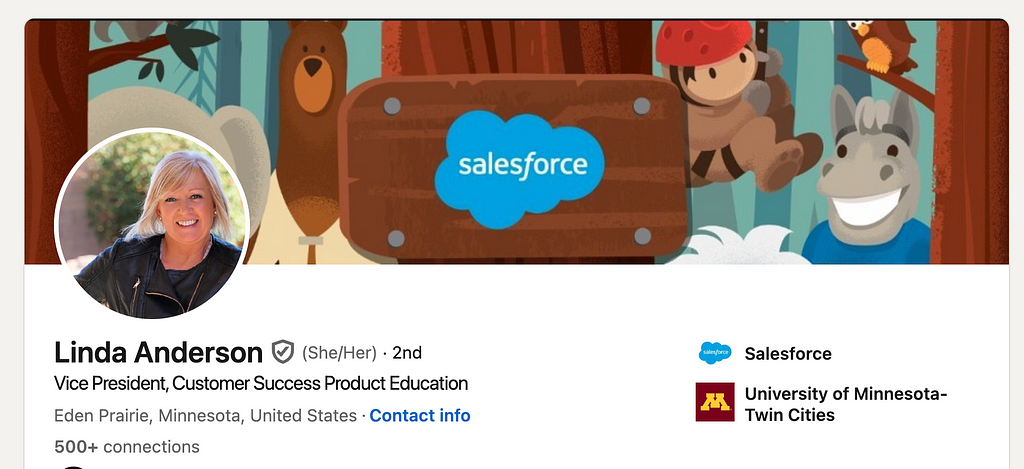 salesforce
Linda Anderson (She/Her) · 2nd
Vice President, Customer Success Product Education
Eden Prairie, Minnesota, United States · Contact info
500+ connections
salesforce
Salesforce
M
University of Minnesota-
Twin Cities